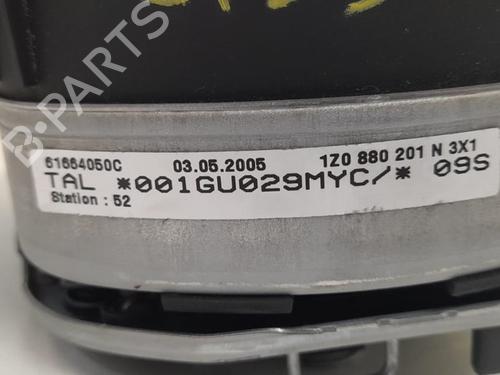 B-PARTS
61664050C 03.05.2005 1Z0 880 201 N 3X1
TAL *001GU029MYC/* 09S
Station : 52